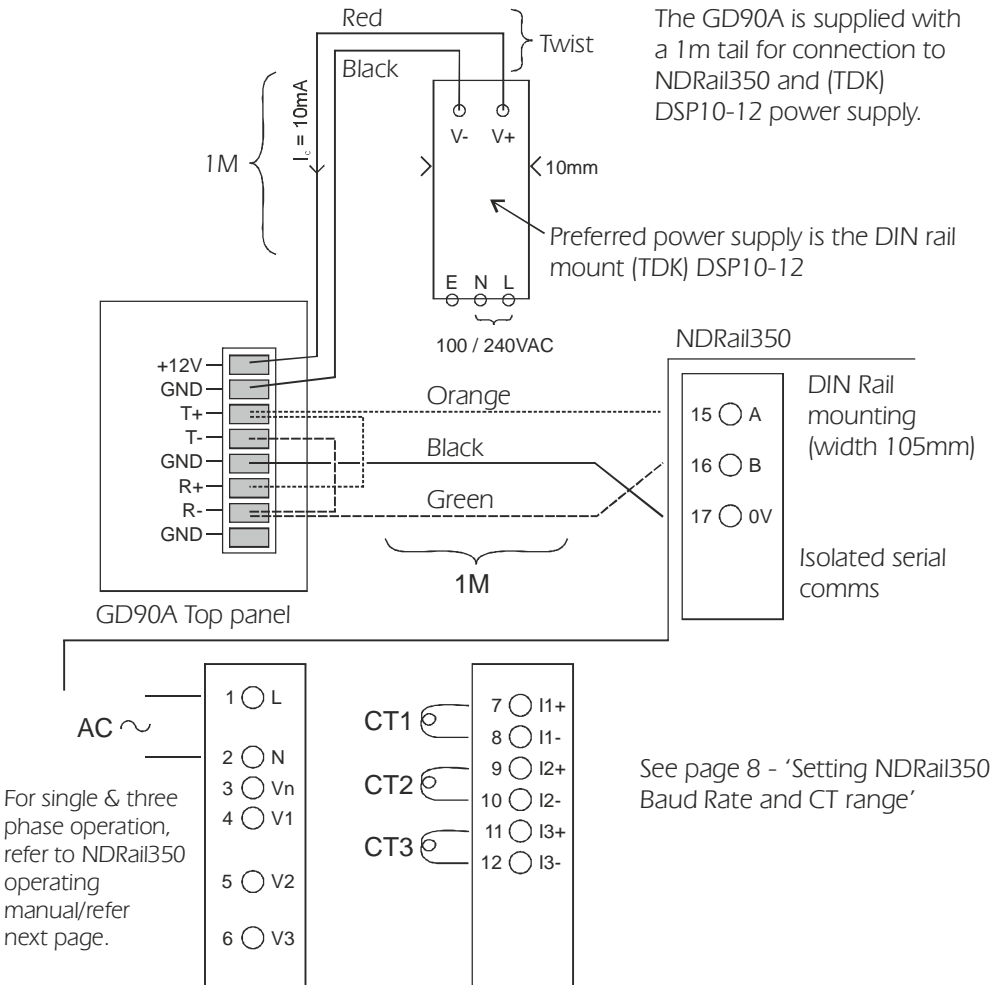 Red
Twist
Black
1M
Ic = 10mA
The GD90A is supplied with
a 1m tail for connection to
NDRail350 and (TDK)
DSP10-12 power supply.
V- V+
10mm
Preferred power supply is the DIN rail
mount (TDK) DSP10-12
E N L
100 / 240VAC
+12V
GND
T+
T-
GND
R+
R-
GND
GD90A Top panel
Orange
Black
Green
1M
NDRail350
15 A
16 B
17 0V
DIN Rail
mounting
(width 105mm)
Isolated serial
comms
AC
For single & three
phase operation,
refer to NDRail350
operating
manual/refer
next page.
1 L
2 N
3 Vn
4 V1
5 V2
6 V3
CT1
CT2
CT3
7 I1+
8 I1-
9 I2+
10 I2-
11 I3+
12 I3-
See page 8 - ‘Setting NDRail350
Baud Rate and CT range’